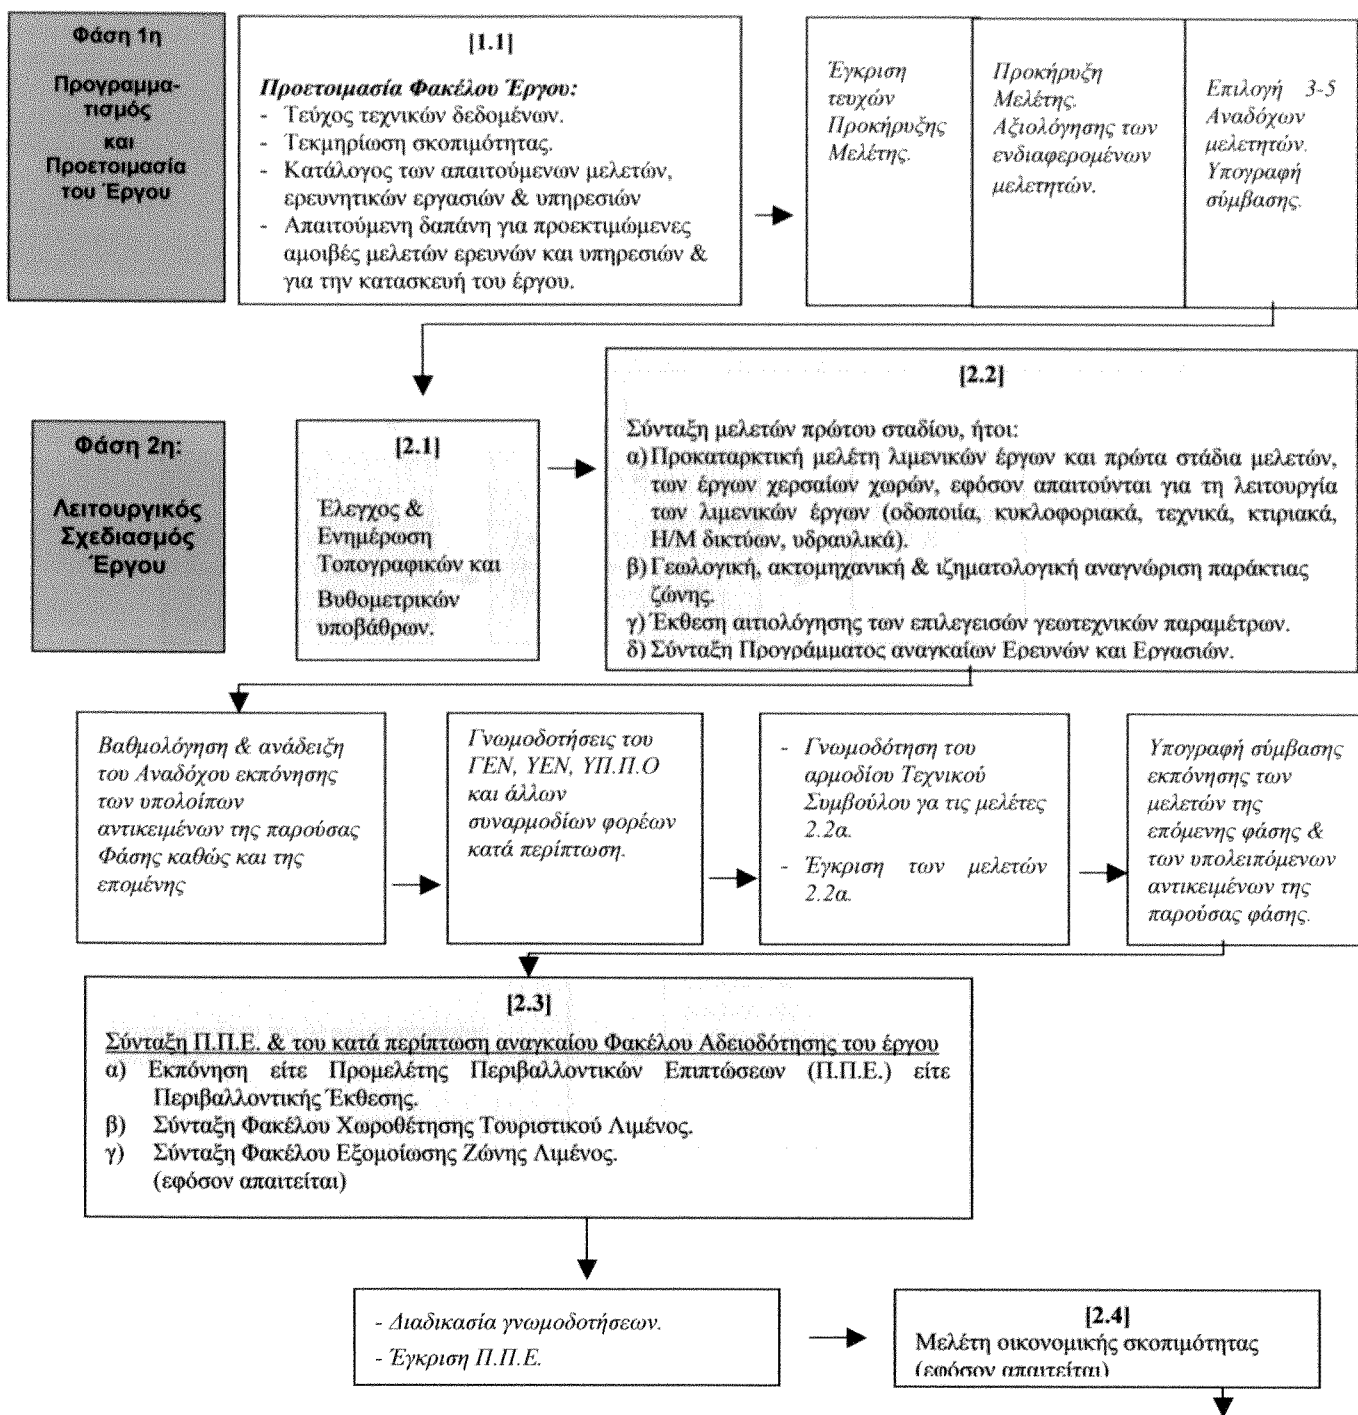 Φάση 1η
Προγραμμα-
τισμός
και
Προετοιμασία
του Έργου
[1.1]
Προετοιμασία Φακέλου Έργου:
- Τεύχος τεχνικών δεδομένων.
- Τεκμηρίωση σκοπιμότητας.
- Κατάλογος των απαιτούμενων μελετών,
ερευνητικών εργασιών & υπηρεσιών
- Απαιτούμενη δαπάνη για προεκτιμώμενες
αμοιβές μελετών ερευνών και υπηρεσιών &
για την κατασκευή του έργου.
Έγκριση
τευχών
Προκήρυξης
Μελέτης.
Προκήρυξη
Μελέτης.
Αξιολόγησης των
ενδιαφερομένων
μελετητών.
Επιλογή 3-5
Αναδόχων
μελετητών.
Υπογραφή
σύμβασης.
Φάση 2η:
Λειτουργικός
Σχεδιασμός
Έργου
[2.1]
Έλεγχος &
Ενημέρωση
Τοπογραφικών και
Βυθομετρικών
υποβάθρων.
[2.2]
Σύνταξη μελετών πρώτου σταδίου, ήτοι:
α) Προκαταρκτική μελέτη λιμενικών έργων και πρώτα στάδια μελετών,
των έργων χερσαίων χωρών, εφόσον απαιτούνται για τη λειτουργία
των λιμενικών έργων (οδοποιία, κυκλοφοριακά, τεχνικά, κτιριακά,
Η/Μ δικτύων, υδραυλικά).
β) Γεωλογική, ακτομηχανική & ιζηματολογική αναγνώριση παράκτιας
ζώνης.
γ) Έκθεση αιτιολόγησης των επιλεγεισών γεωτεχνικών παραμέτρων.
δ) Σύνταξη Προγράμματος αναγκαίων Ερευνών και Εργασιών.
Βαθμολόγηση & ανάδειξη
του Αναδόχου εκπόνησης
των υπολοίπων
αντικειμένων της παρούσας
Φάσης καθώς και της
επομένης
Γνωμοδοτήσεις του
ΓΕΝ, ΥΕΝ, ΥΠ.Π.Ο
και άλλων
συναρμοδίων φορέων
κατά περίπτωση.
- Γνωμοδότηση του
αρμοδίου Τεχνικού
Συμβούλου γα τις μελέτες
2.2α.
- Έγκριση των μελετών
2.2α.
Υπογραφή σύμβασης
εκπόνησης των
μελετών της
επόμενης φάσης &
των υπολειπόμενων
αντικειμένων της
παρούσας φάσης.
[2.3]
Σύνταξη Π.Π.Ε. & του κατά περίπτωση αναγκαίου Φακέλου Αδειοδότησης του έργου
α) Εκπόνηση είτε Προμελέτης Περιβαλλοντικών Επιπτώσεων (Π.Π.Ε.) είτε
Περιβαλλοντικής Έκθεσης.
β) Σύνταξη Φακέλου Χωροθέτησης Τουριστικού Λιμένος.
γ) Σύνταξη Φακέλου Εξομοίωσης Ζώνης Λιμένος.
(εφόσον απαιτείται)
- Διαδικασία γνωμοδοτήσεων.
- Έγκριση Π.Π.Ε.
[2.4]
Μελέτη οικονομικής σκοπιμότητας
(εφόσον απαιτείται)